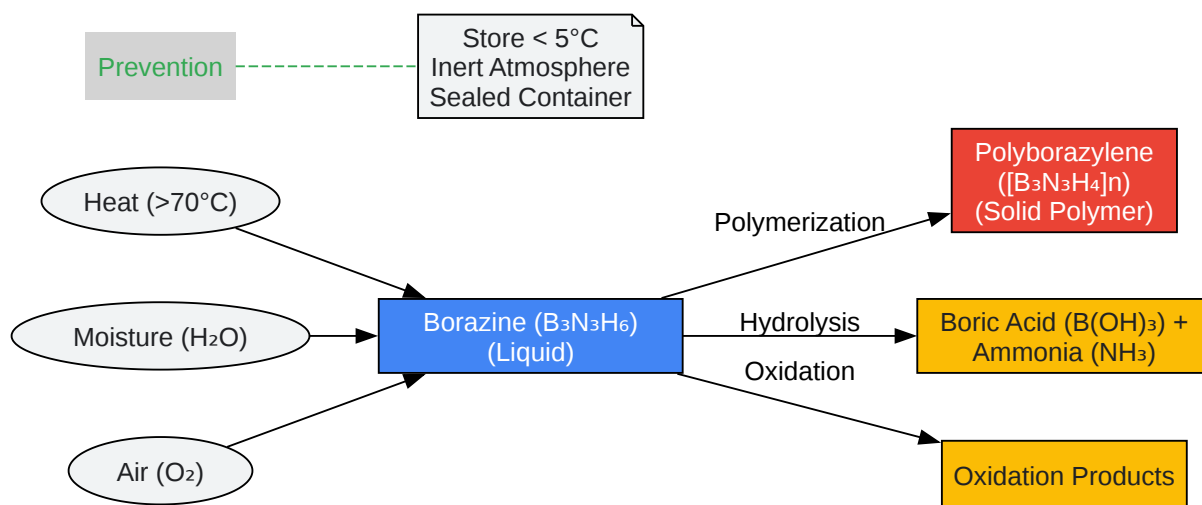 Prevention
Store < 5°C
Inert Atmosphere
Sealed Container
Heat (>70°C)
Moisture (H₂O)
Air (O₂)
Borazine (B₃N₃H₆)
(Liquid)
Polymerization
Hydrolysis
Oxidation
Polyborazylene
([B₃N₃H₄]n)
(Solid Polymer)
Boric Acid (B(OH)₃) +
Ammonia (NH₃)
Oxidation Products